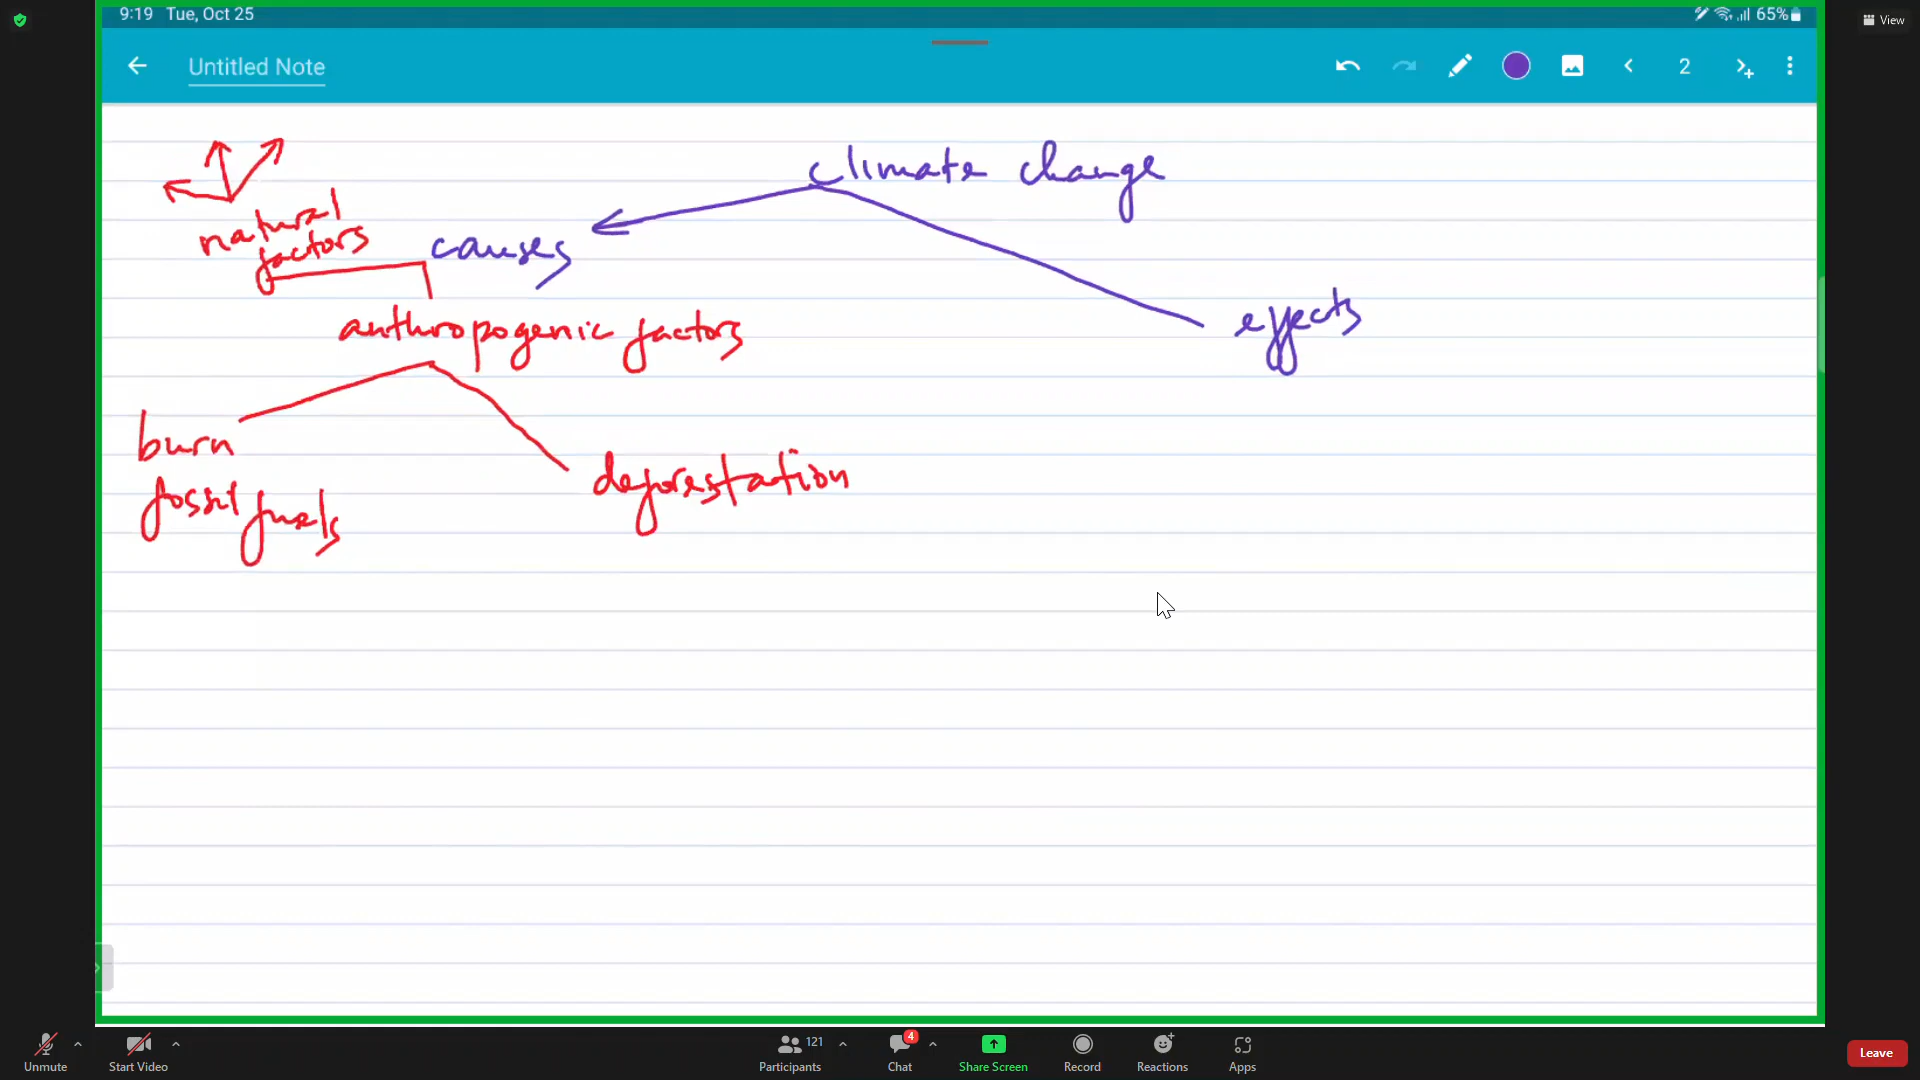 9:19 Tue, Oct 25
65%
View
Untitled Note
2
climate change
natural
factors
causes
anthropogenic factors
effects
burn
fossil fuels
deforestation
Unmute
Start Video
121
Participants
4
Chat
Share Screen
Record
Reactions
Apps
Leave